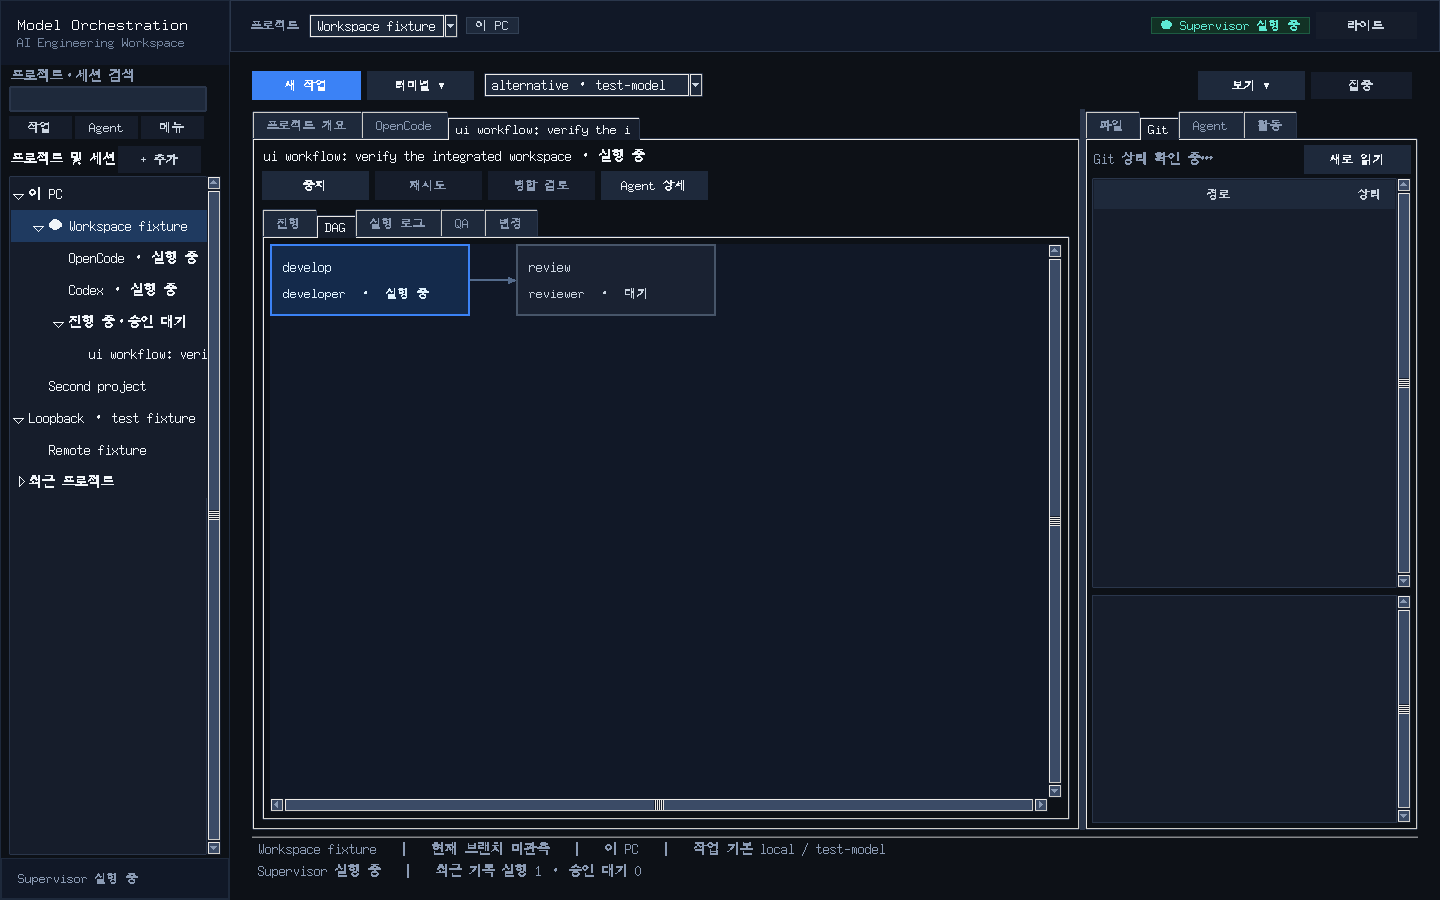 Model Orchestration
AI Engineering Workspace
프로젝트·세션 검색
작업 Agent 메뉴
프로젝트 및 세션 + 추가
이 PC
Workspace fixture
OpenCode • 실행 중
Codex • 실행 중
진행 중·승인 대기
ui workflow: veri
Second project
Loopback • test fixture
Remote fixture
최근 프로젝트
Supervisor 실행 중
프로젝트 Workspace fixture 이 PC
Supervisor 실행 중 라이트
새 작업 터미널 ▾ alternative • test-model 보기 ▾ 집중
프로젝트 개요 OpenCode ui workflow: verify the i
ui workflow: verify the integrated workspace • 실행 중
중지 재시도 병합 검토 Agent 상세
진행 DAG 실행 로그 QA 변경
develop
developer • 실행 중
review
reviewer • 대기
파일 Git Agent 활동
Git 상태 확인 중… 새로 읽기
경로 상태
Workspace fixture | 현재 브랜치 미관측 | 이 PC | 작업 기본 local / test-model
Supervisor 실행 중 | 최근 기록 실행 1 · 승인 대기 0